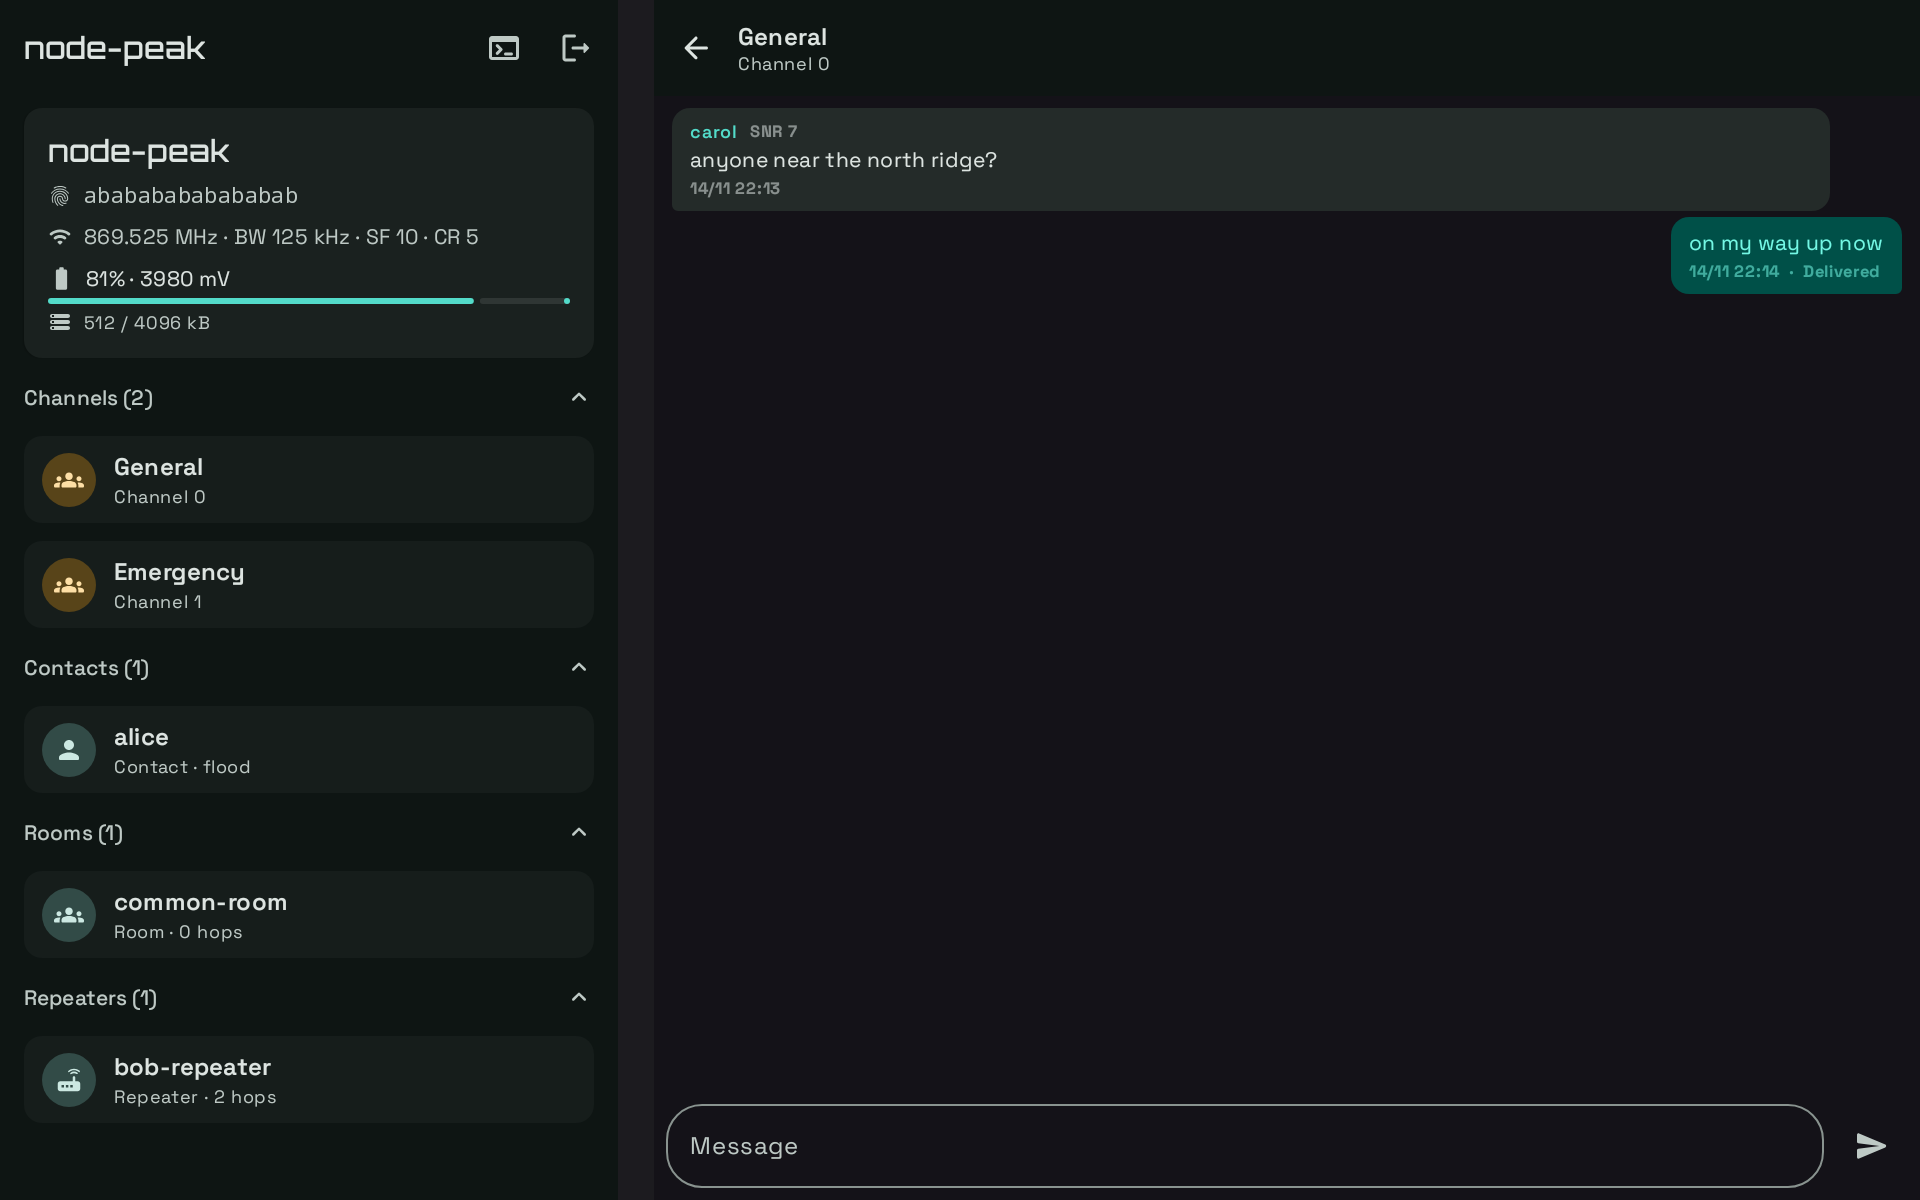 node-peak
node-peak
abababababababab
869.525 MHz · BW 125 kHz · SF 10 · CR 5
81% · 3980 mV
512 / 4096 kB
Channels (2)
General
Channel 0
Emergency
Channel 1
Contacts (1)
alice
Contact · flood
Rooms (1)
common-room
Room · 0 hops
Repeaters (1)
bob-repeater
Repeater · 2 hops
General
Channel 0
carol SNR 7
anyone near the north ridge?
14/11 22:13
on my way up now
14/11 22:14 · Delivered
Message